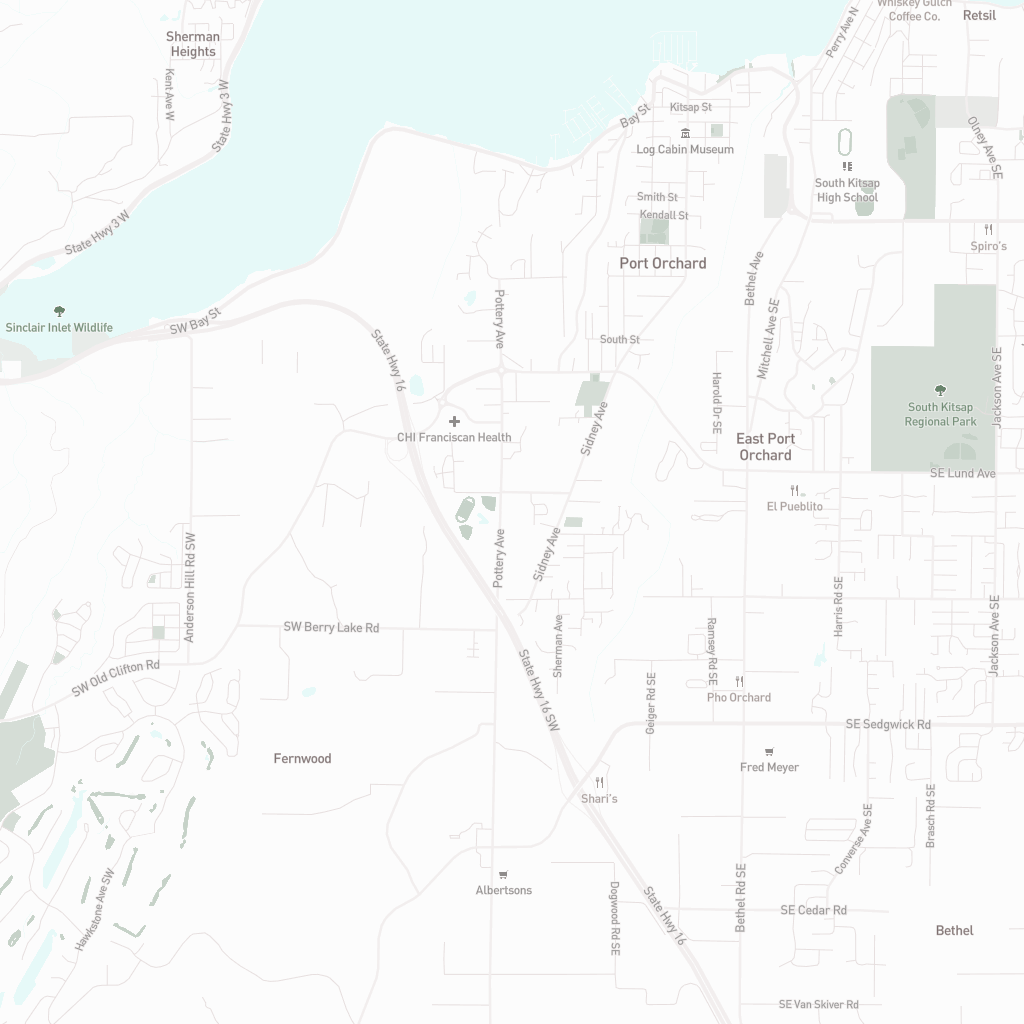 Whiskey Gulch
Coffee Co.
Retsil
Sherman
Heights
Perry Ave N
Kent Ave W
State Hwy 3 W
Kitsap St
Bay St
Olney Ave SE
Log Cabin Museum
South Kitsap
High School
Smith St
Kendall St
State Hwy 3 W
Spiro's
Port Orchard
Bethel Ave
Sinclair Inlet Wildlife
SW Bay St
Pottery Ave
State Hwy 16
South St
Mitchell Ave SE
Harold Dr SE
Jackson Ave SE
South Kitsap
Regional Park
CHI Franciscan Health
Sidney Ave
East Port
Orchard
SE Lund Ave
El Pueblito
Anderson Hill Rd SW
Pottery Ave
Sidney Ave
Harris Rd SE
Jackson Ave SE
SW Berry Lake Rd
Sherman Ave
Ramsey Rd SE
SW Old Clifton Rd
State Hwy 16 SW
Geiger Rd SE
Pho Orchard
SE Sedgwick Rd
Fernwood
Fred Meyer
Shari's
Converse Ave SE
Brasch Rd SE
Albertsons
Hawkstone Ave SW
Dogwood Rd SE
State Hwy 16
Bethel Rd SE
SE Cedar Rd
Bethel
SE Van Skiver Rd